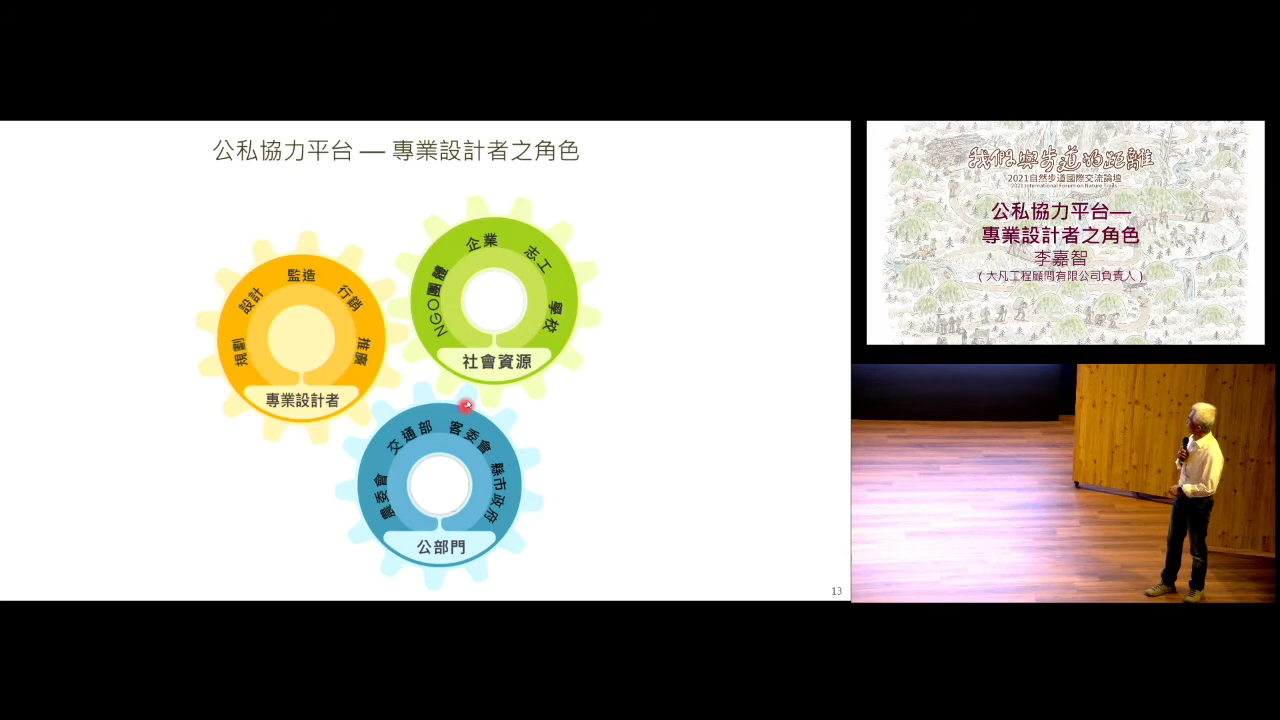 公私協力平台 — 專業設計者之角色
規劃
設計
監造
行銷
推廣
專業設計者
NGO團體
企業
志工
學校
社會資源
農委會
交通部
客委會
縣市政府
公部門
13
我們與步道的距離
2021自然步道國際交流論壇
2021 International Forum on Nature Trails
公私協力平台—
專業設計者之角色
李嘉智
(大凡工程顧問有限公司負責人)